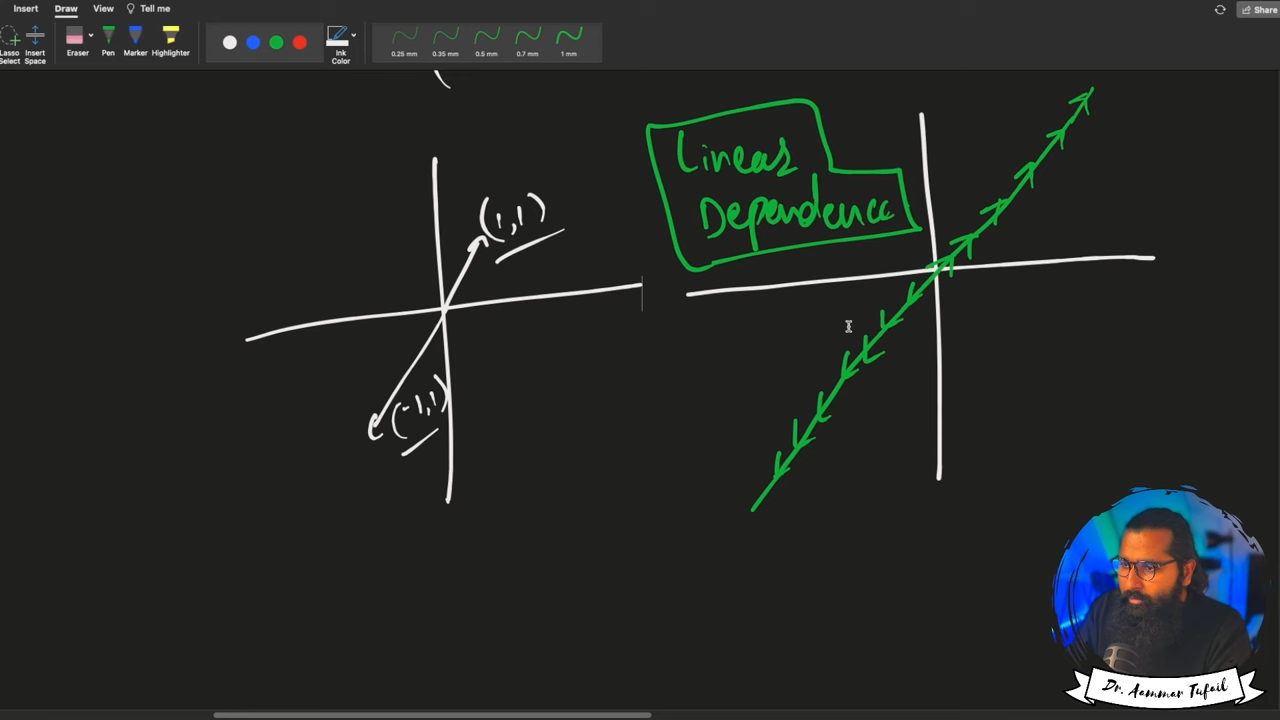 Insert Draw View Tell me
Share
Lasso Select
Insert Space
Eraser
Pen
Marker
Highlighter
Ink Color
0.25 mm
0.35 mm
0.5 mm
0.7 mm
1 mm
(1,1)
(-1,1)
Linear
Dependence
Dr. Aammar Tufail